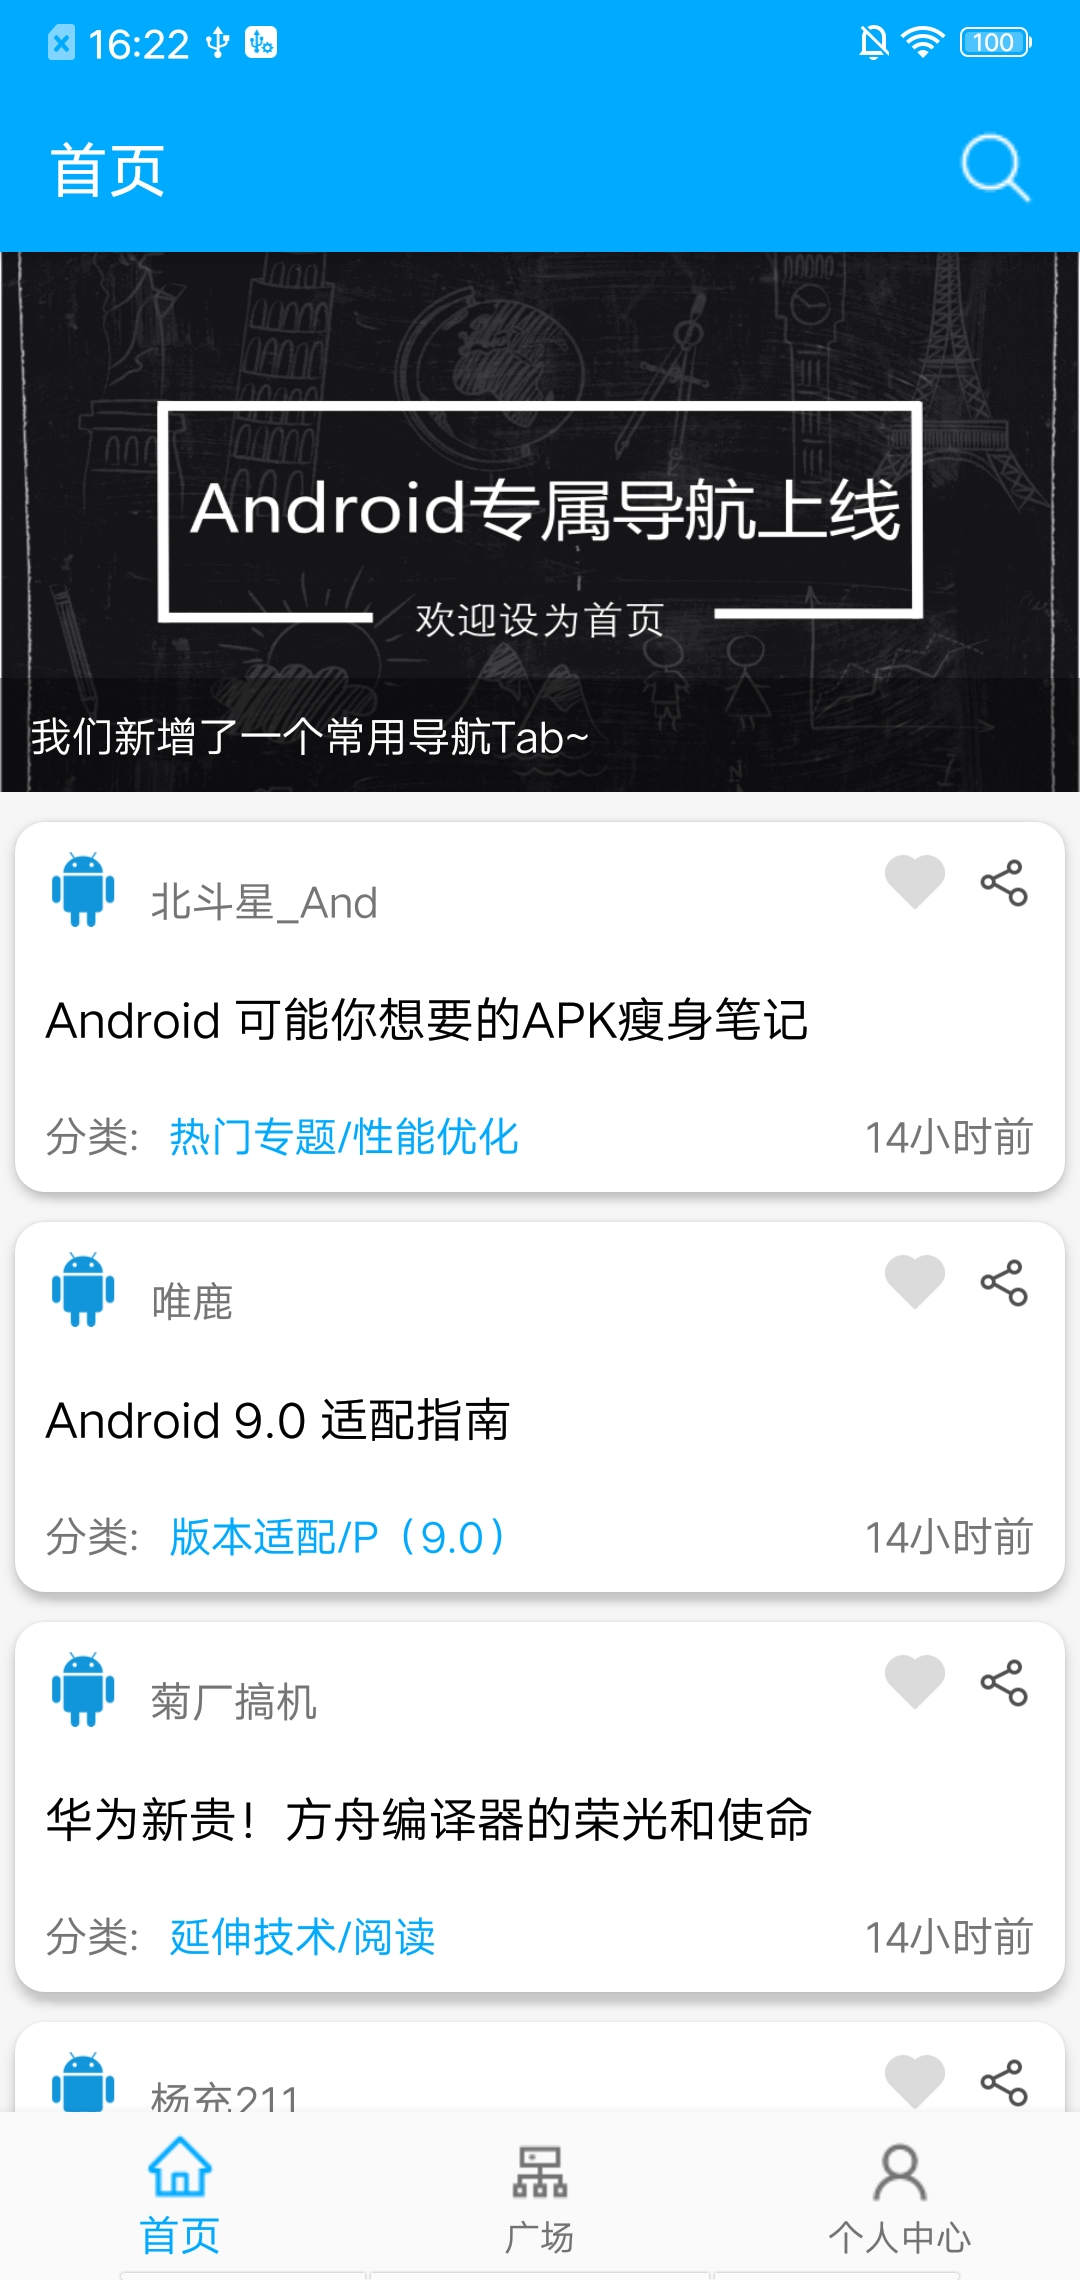 16:22
100
首页
Android专属导航上线
欢迎设为首页
我们新增了一个常用导航Tab~
北斗星_And
Android 可能你想要的APK瘦身笔记
分类: 热门专题/性能优化 14小时前
唯鹿
Android 9.0 适配指南
分类: 版本适配/P（9.0） 14小时前
菊厂搞机
华为新贵！方舟编译器的荣光和使命
分类: 延伸技术/阅读 14小时前
杨充211
首页 广场 个人中心